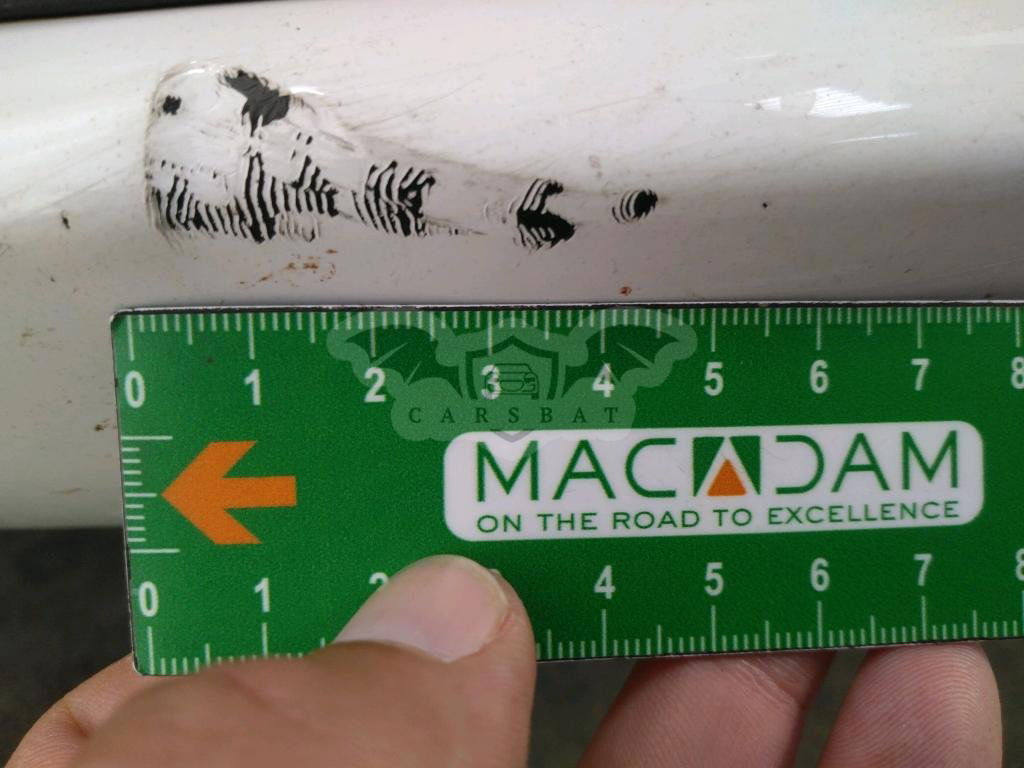 0 1 2 3 4 5 6 7 8
CARSBAT
MACADAM
ON THE ROAD TO EXCELLENCE
0 1 2 4 5 6 7 8